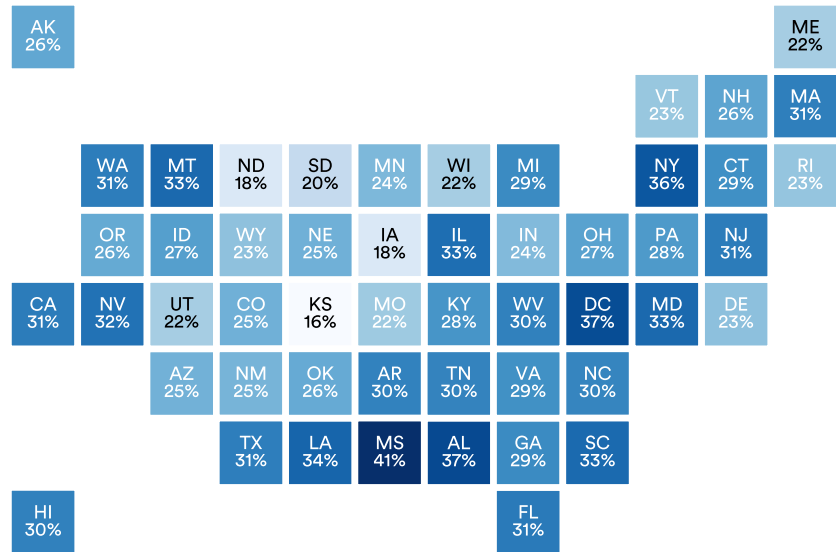 AK
26%
ME
22%
VT
23%
NH
26%
MA
31%
WA
31%
MT
33%
ND
18%
SD
20%
MN
24%
WI
22%
MI
29%
NY
36%
CT
29%
RI
23%
OR
26%
ID
27%
WY
23%
NE
25%
IA
18%
IL
33%
IN
24%
OH
27%
PA
28%
NJ
31%
CA
31%
NV
32%
UT
22%
CO
25%
KS
16%
MO
22%
KY
28%
WV
30%
DC
37%
MD
33%
DE
23%
AZ
25%
NM
25%
OK
26%
AR
30%
TN
30%
VA
29%
NC
30%
TX
31%
LA
34%
MS
41%
AL
37%
GA
29%
SC
33%
HI
30%
FL
31%